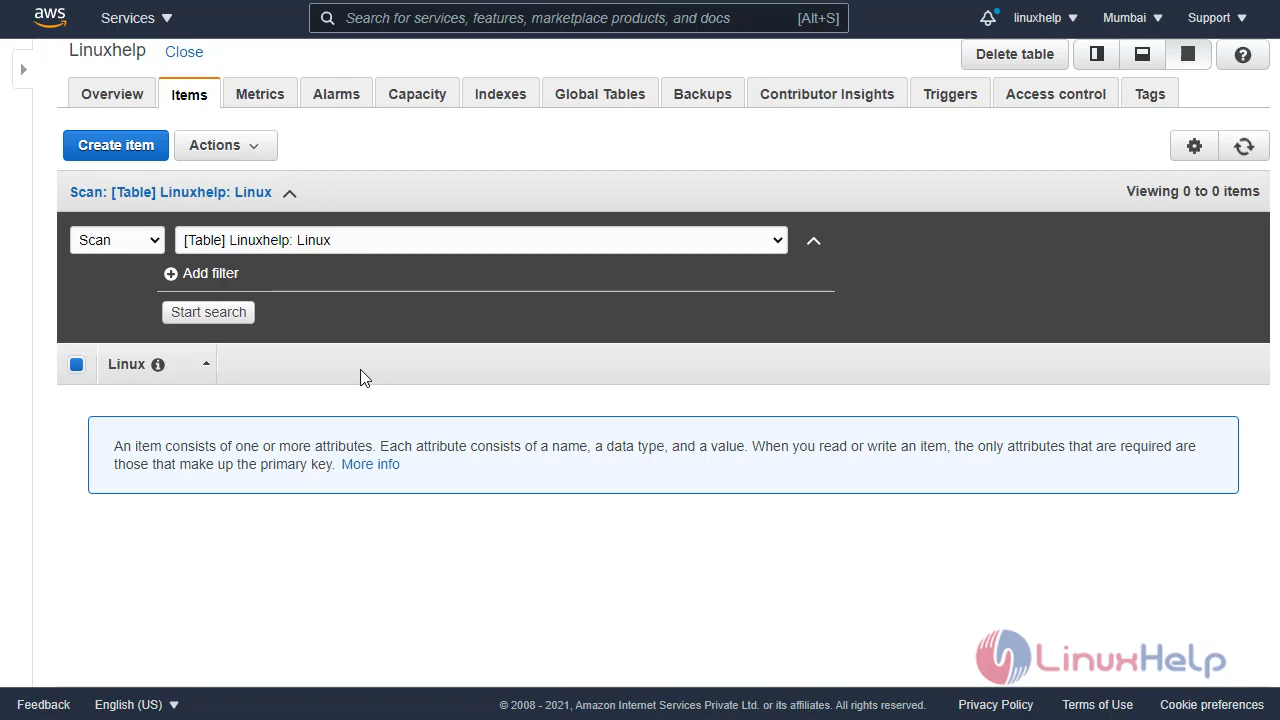 aws Services Search for services, features, marketplace products, and docs [Alt+S] linuxhelp Mumbai Support
Linuxhelp Close Delete table
Overview Items Metrics Alarms Capacity Indexes Global Tables Backups Contributor Insights Triggers Access control Tags
Create item Actions
Scan: [Table] Linuxhelp: Linux Viewing 0 to 0 items
Scan [Table] Linuxhelp: Linux
Add filter
Start search
Linux
An item consists of one or more attributes. Each attribute consists of a name, a data type, and a value. When you read or write an item, the only attributes that are required are
those that make up the primary key. More info
LinuxHelp
Feedback English (US) © 2008 - 2021, Amazon Internet Services Private Ltd. or its affiliates. All rights reserved. Privacy Policy Terms of Use Cookie preferences